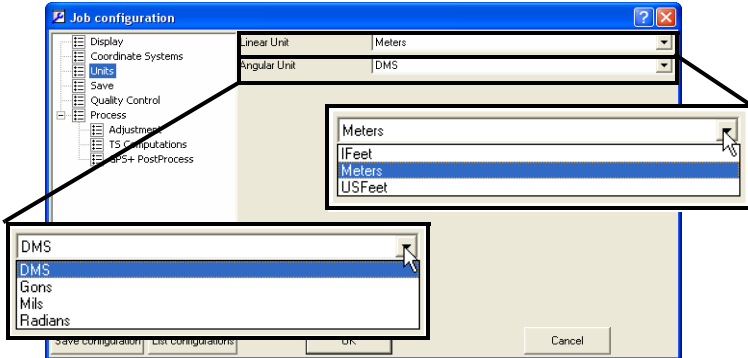 Job configuration
Display
Coordinate Systems
Units
Save
Quality Control
Process
Adjustment
TS Computations
GPS+ PostProcess
Linear Unit Meters
Angular Unit DMS
Meters
IFeet
Meters
USFeet
DMS
DMS
Gons
Mils
Radians
Save configuration List configurations OK Cancel